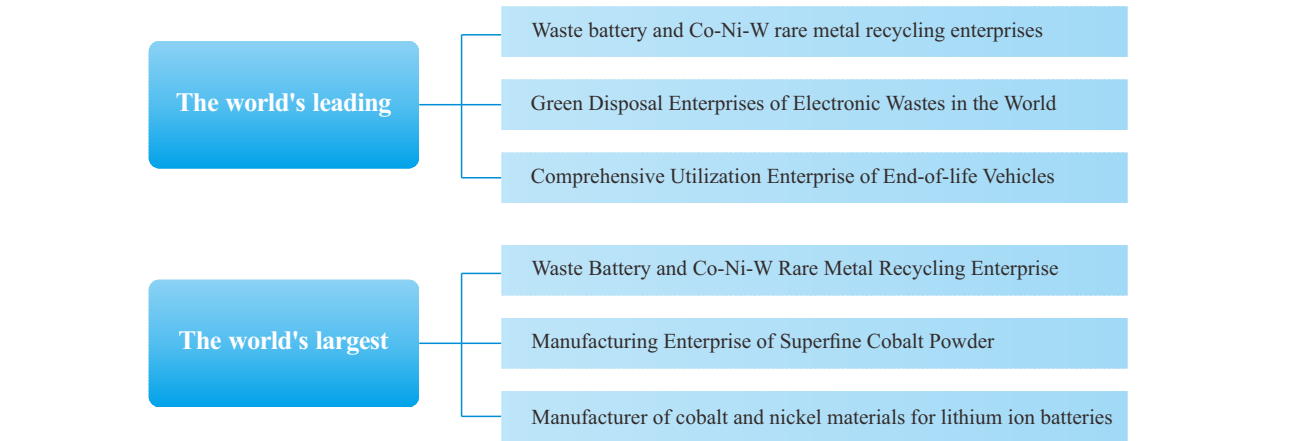 The world's leading
Waste battery and Co-Ni-W rare metal recycling enterprises
Green Disposal Enterprises of Electronic Wastes in the World
Comprehensive Utilization Enterprise of End-of-life Vehicles
The world's largest
Waste Battery and Co-Ni-W Rare Metal Recycling Enterprise
Manufacturing Enterprise of Superfine Cobalt Powder
Manufacturer of cobalt and nickel materials for lithium ion batteries